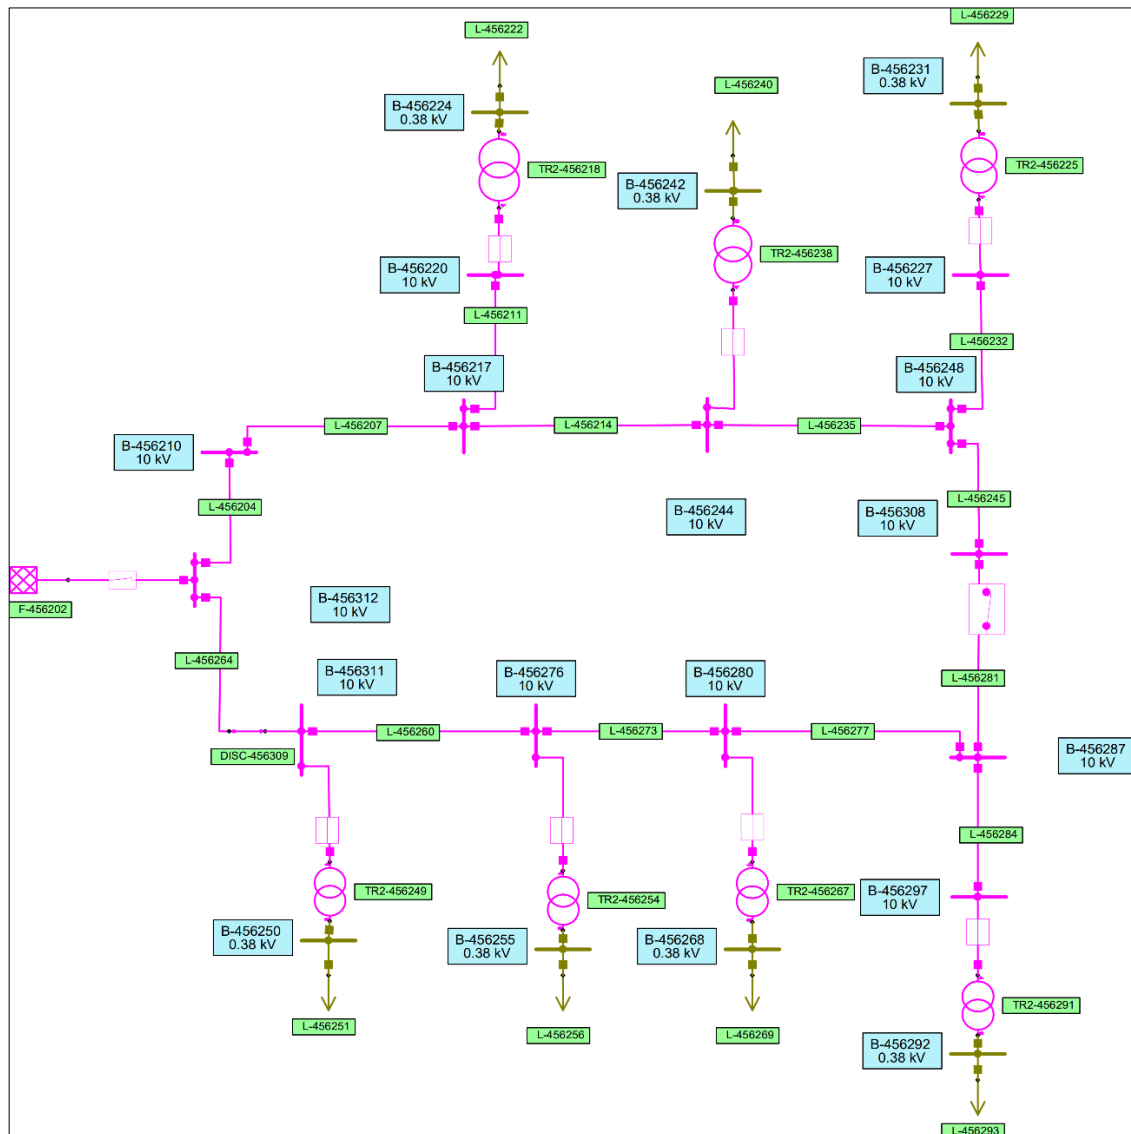 L-456222
L-456229
B-456231
0.38 kV
L-456240
B-456224
0.38 kV
TR2-456218
TR2-456225
B-456242
0.38 kV
TR2-456238
B-456220
10 kV
B-456227
10 kV
L-456211
L-456232
B-456217
10 kV
B-456248
10 kV
L-456207
L-456214
L-456235
B-456210
10 kV
L-456204
L-456245
B-456244
10 kV
B-456308
10 kV
F-456202
B-456312
10 kV
L-456264
B-456311
10 kV
B-456276
10 kV
B-456280
10 kV
L-456281
L-456260
L-456273
L-456277
DISC-456309
B-456287
10 kV
L-456284
TR2-456249
TR2-456254
TR2-456267
B-456297
10 kV
B-456250
0.38 kV
B-456255
0.38 kV
B-456268
0.38 kV
TR2-456291
L-456251
L-456256
L-456269
B-456292
0.38 kV
L-456293